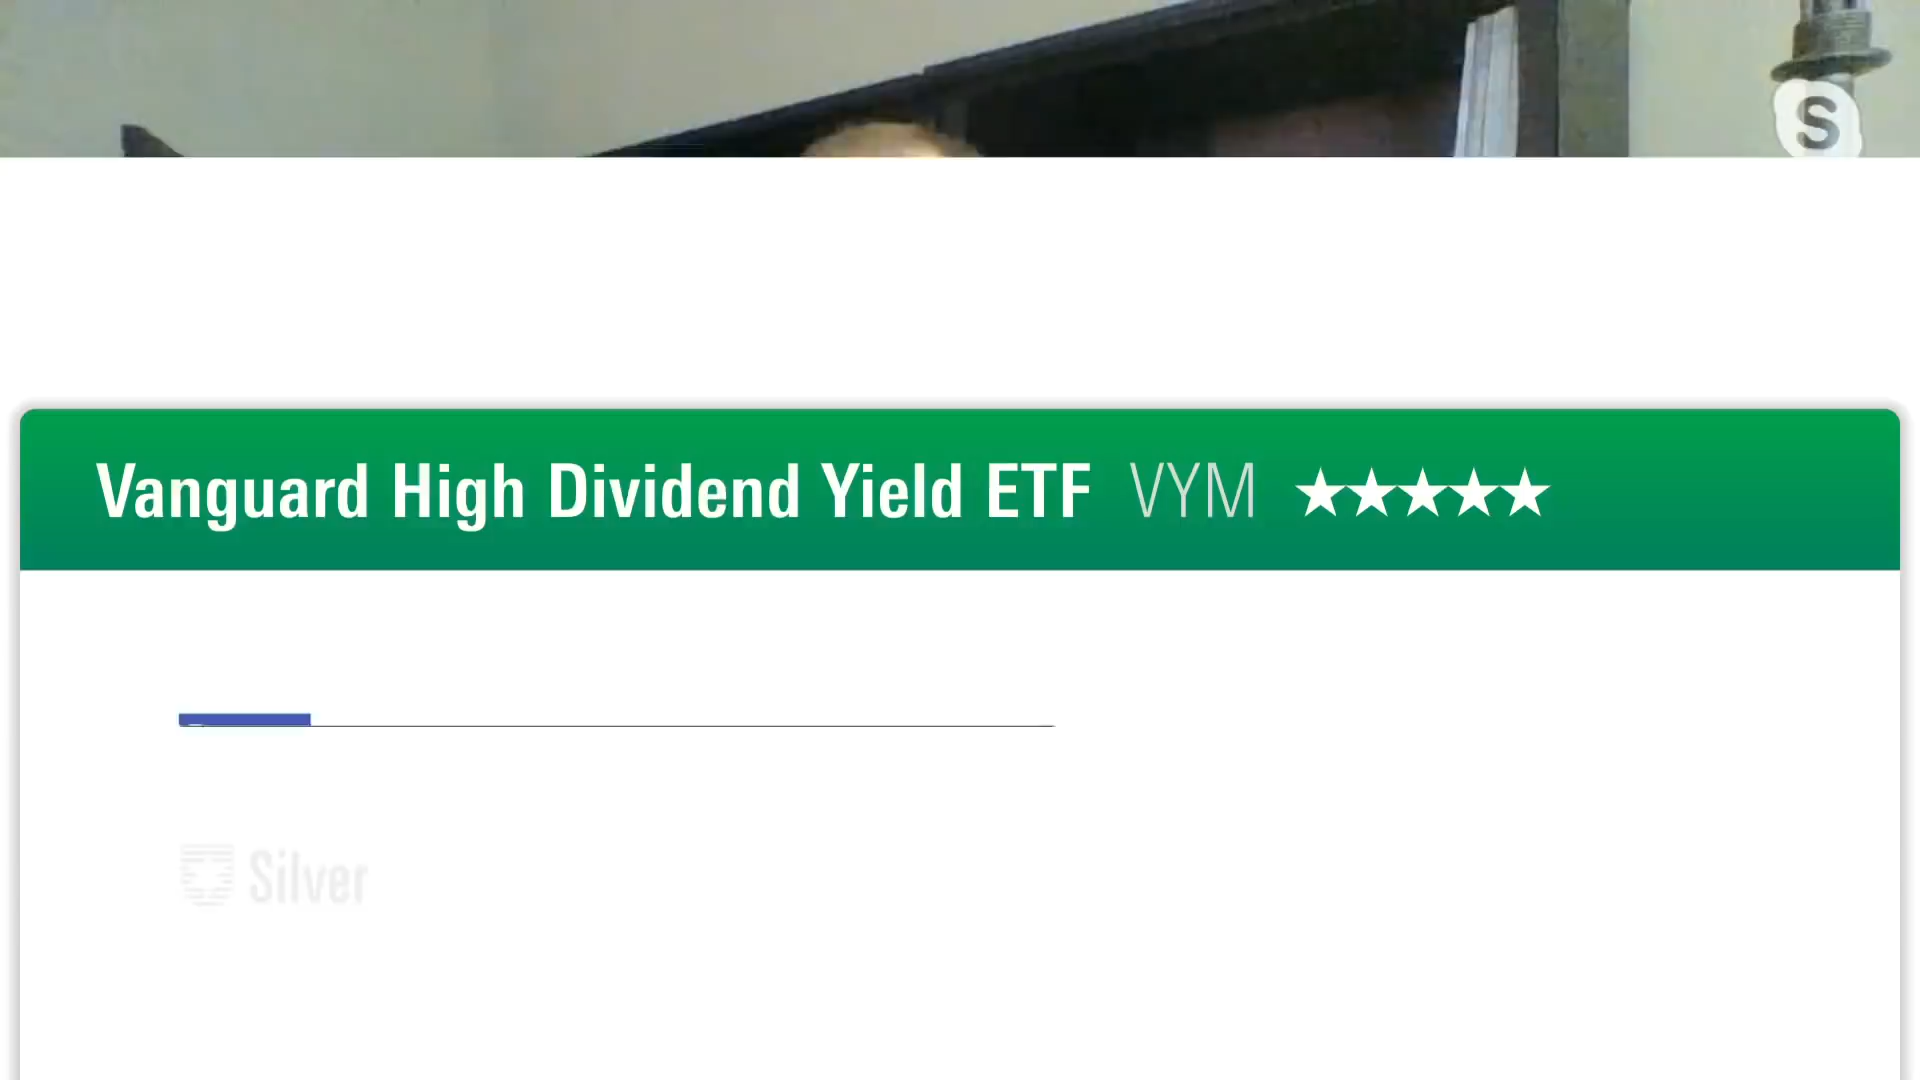 S
Vanguard High Dividend Yield ETF VYM ★★★★★
Silver